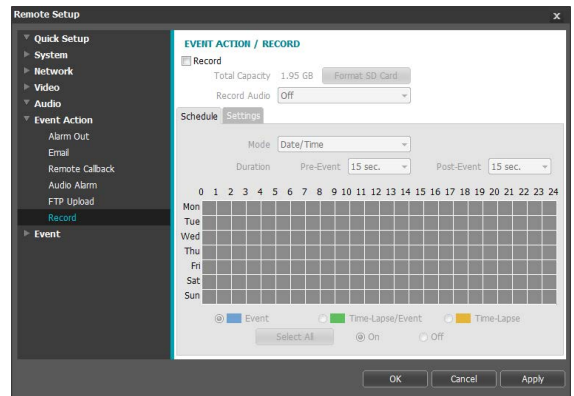 Remote Setup x
Quick Setup
System
Network
Video
Audio
Event Action
Alarm Out
Email
Remote Callback
Audio Alarm
FTP Upload
Record
Event
EVENT ACTION / RECORD
Record
Total Capacity 1.95 GB Format SD Card
Record Audio Off
Schedule Settings
Mode Date/Time
Duration Pre-Event 15 sec. Post-Event 15 sec.
0 1 2 3 4 5 6 7 8 9 10 11 12 13 14 15 16 17 18 19 20 21 22 23 24
Mon
Tue
Wed
Thu
Fri
Sat
Sun
Event Time-Lapse/Event Time-Lapse
Select All On Off
OK Cancel Apply